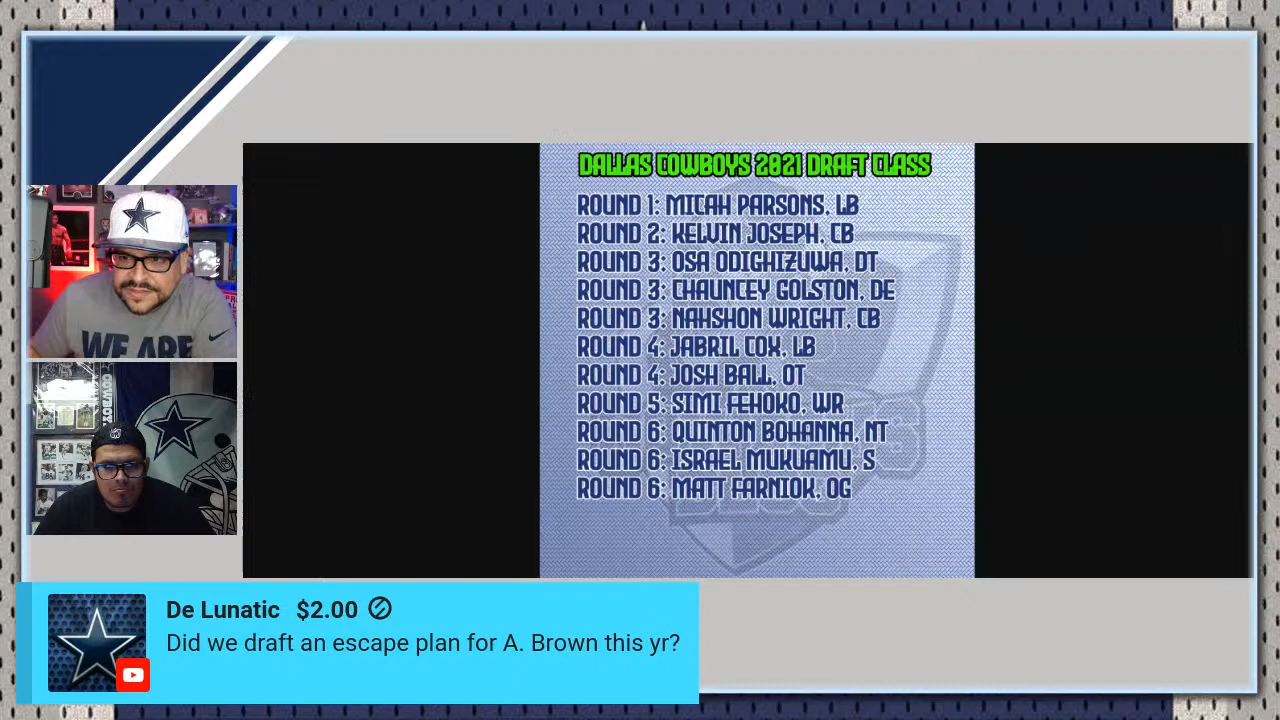 DALLAS COWBOYS 2021 DRAFT CLASS
ROUND 1: MICAH PARSONS, LB
ROUND 2: KELVIN JOSEPH, CB
ROUND 3: OSA ODIGHIZUWA, DT
ROUND 3: CHAUNCEY GOLSTON, DE
ROUND 3: NAHSHON WRIGHT, CB
ROUND 4: JABRIL COX, LB
ROUND 4: JOSH BALL, OT
ROUND 5: SIMI FEHOKO, WR
ROUND 6: QUINTON BOHANNA, NT
ROUND 6: ISRAEL MUKUAMU, S
ROUND 6: MATT FARNIOK, OG
WE ARE
De Lunatic $2.00
Did we draft an escape plan for A. Brown this yr?